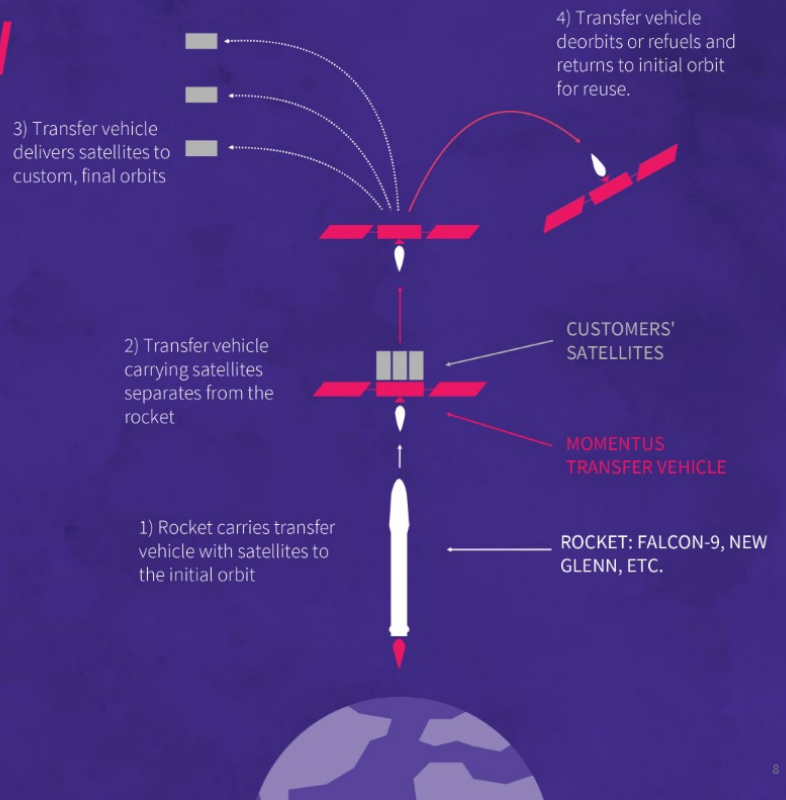 4) Transfer vehicle
deorbits or refuels and
returns to initial orbit
for reuse.
3) Transfer vehicle
delivers satellites to
custom, final orbits
2) Transfer vehicle
carrying satellites
separates from the
rocket
CUSTOMERS'
SATELLITES
MOMENTUS
TRANSFER VEHICLE
1) Rocket carries transfer
vehicle with satellites to
the initial orbit
ROCKET: FALCON-9, NEW
GLENN, ETC.
8